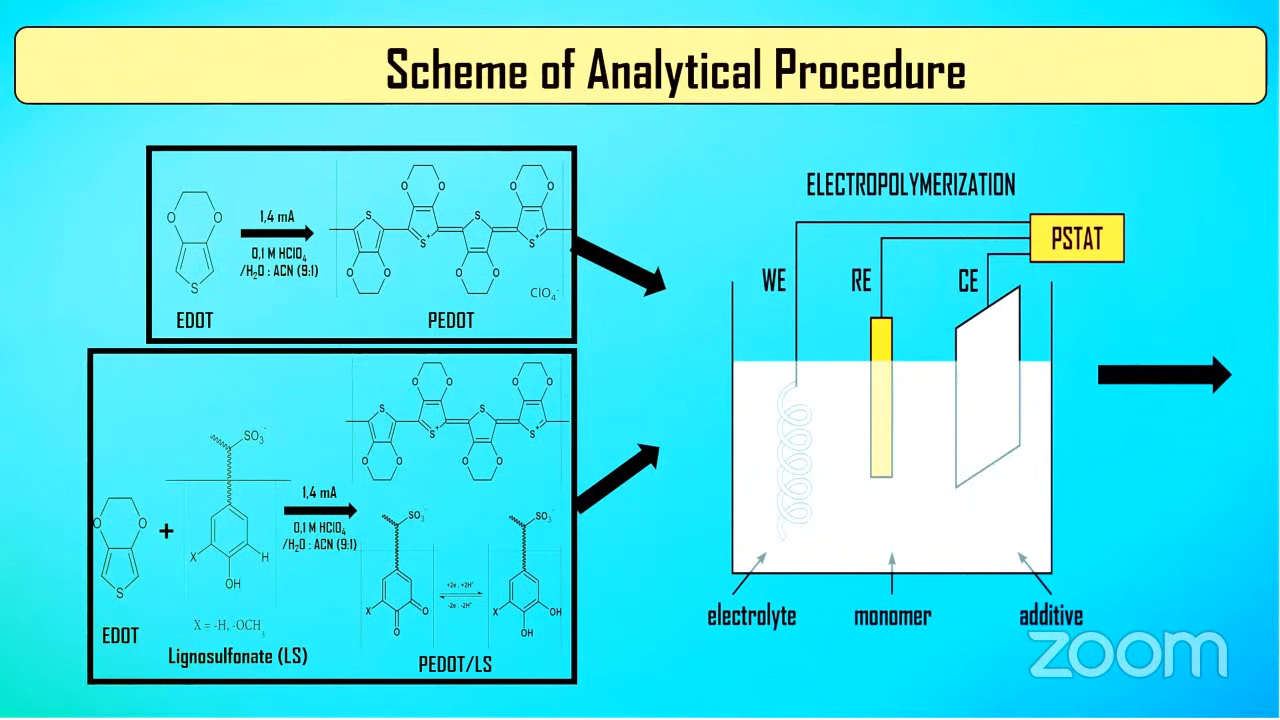 Scheme of Analytical Procedure
1,4 mA
0,1 M HClO₄
/H₂O : ACN (9:1)
O
O
S
EDOT
S
O
O
O
O
S⁺
S
O
O
O
O
S⁺
ClO₄⁻
PEDOT
EDOT
O
O
S
+
SO₃⁻
X
H
OH
X = -H, -OCH₃
Lignosulfonate (LS)
1,4 mA
0,1 M HClO₄
/H₂O : ACN (9:1)
S
O
O
O
O
S⁺
S
O
O
O
O
S⁺
SO₃⁻
X
O
O
+2e⁻, +2H⁺
-2e⁻, -2H⁺
SO₃⁻
X
OH
OH
PEDOT/LS
ELECTROPOLYMERIZATION
PSTAT
WE
RE
CE
electrolyte
monomer
additive
zoom